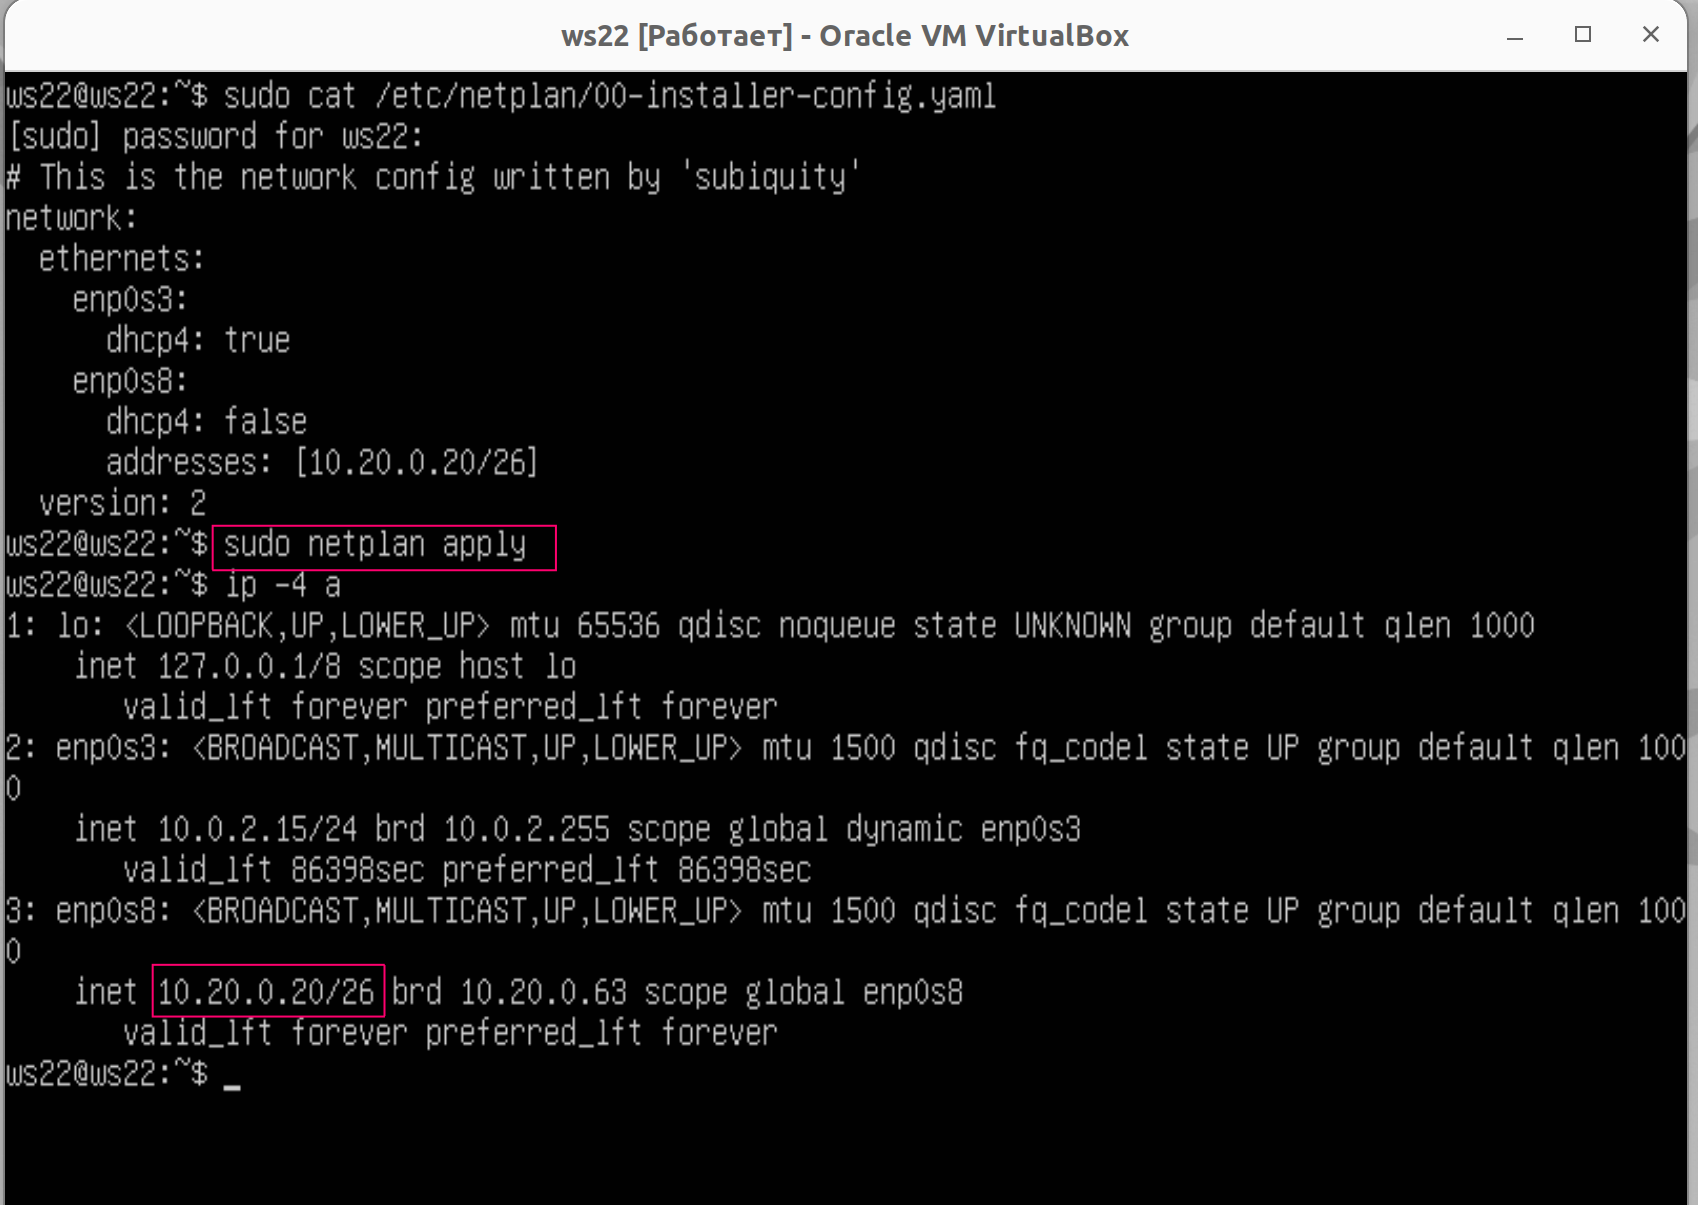 ws22 [Работает] - Oracle VM VirtualBox
ws22@ws22:~$ sudo cat /etc/netplan/00-installer-config.yaml
[sudo] password for ws22:
# This is the network config written by 'subiquity'
network:
  ethernets:
    enp0s3:
      dhcp4: true
    enp0s8:
      dhcp4: false
      addresses: [10.20.0.20/26]
  version: 2
ws22@ws22:~$ sudo netplan apply
ws22@ws22:~$ ip -4 a
1: lo: <LOOPBACK,UP,LOWER_UP> mtu 65536 qdisc noqueue state UNKNOWN group default qlen 1000
    inet 127.0.0.1/8 scope host lo
       valid_lft forever preferred_lft forever
2: enp0s3: <BROADCAST,MULTICAST,UP,LOWER_UP> mtu 1500 qdisc fq_codel state UP group default qlen 100
0
    inet 10.0.2.15/24 brd 10.0.2.255 scope global dynamic enp0s3
       valid_lft 86398sec preferred_lft 86398sec
3: enp0s8: <BROADCAST,MULTICAST,UP,LOWER_UP> mtu 1500 qdisc fq_codel state UP group default qlen 100
0
    inet 10.20.0.20/26 brd 10.20.0.63 scope global enp0s8
       valid_lft forever preferred_lft forever
ws22@ws22:~$ _